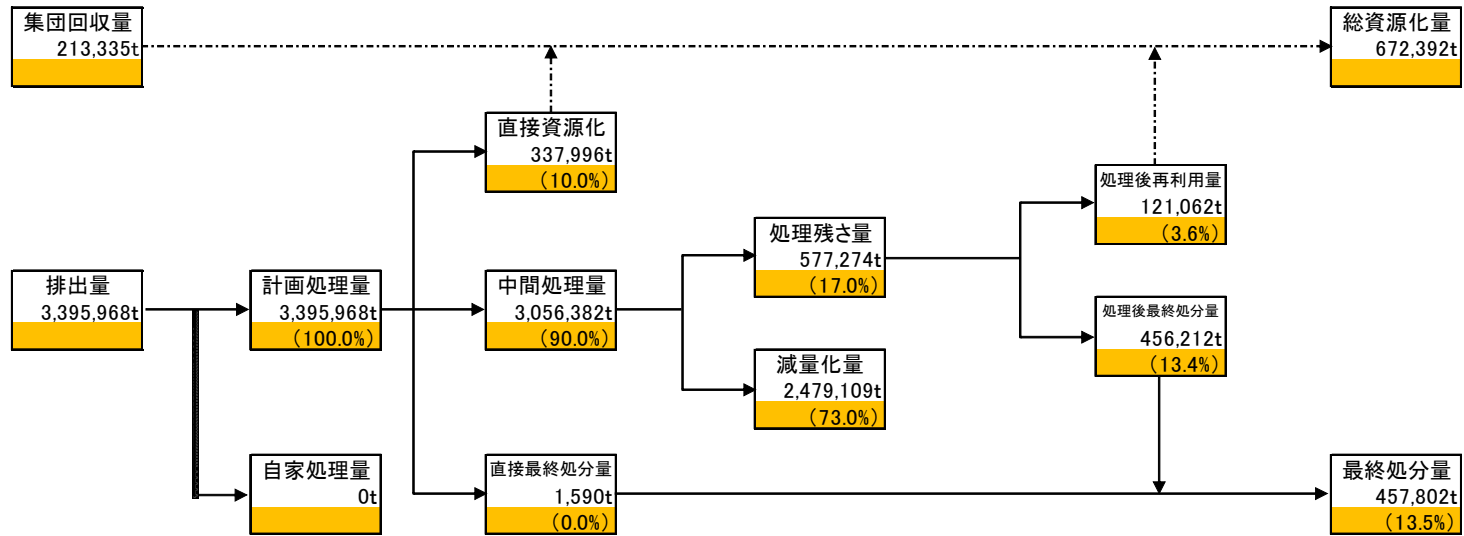 集団回収量
213,335t
総資源化量
672,392t
直接資源化
337,996t
(10.0%)
処理後再利用量
121,062t
(3.6%)
処理残さ量
577,274t
(17.0%)
排出量
3,395,968t
計画処理量
3,395,968t
(100.0%)
中間処理量
3,056,382t
(90.0%)
処理後最終処分量
456,212t
(13.4%)
減量化量
2,479,109t
(73.0%)
自家処理量
0t
直接最終処分量
1,590t
(0.0%)
最終処分量
457,802t
(13.5%)